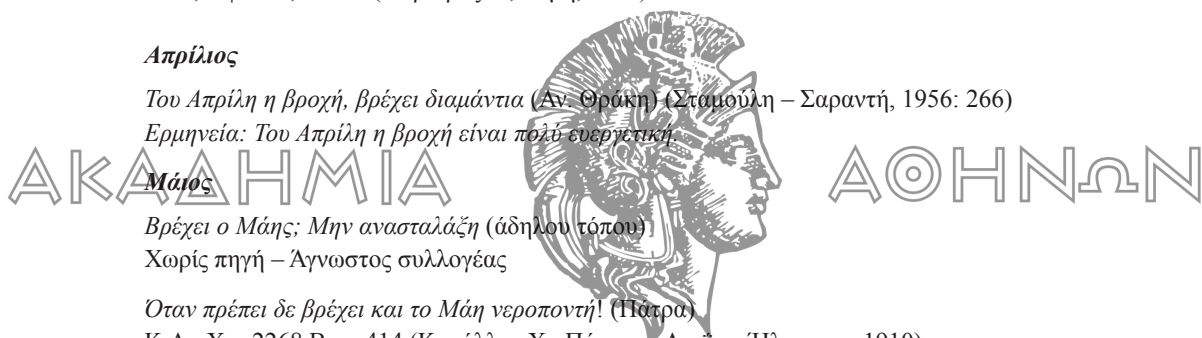 Απρίλιος
Του Απρίλη η βροχή, βρέχει διαμάντια (Αν. Θράκη) (Σταμούλη – Σαραντή, 1956: 266)
Ερμηνεία: Του Απρίλη η βροχή είναι πολύ ευεργετική.
ΑΚΑΔΗΜΙΑ ΑΘΗΝΩΝ
Μάιος
Βρέχει ο Μάης; Μην ανασταλάξη (άδηλου τόπου)
Χωρίς πηγή – Άγνωστος συλλογέας
Όταν πρέπει δε βρέχει και το Μάη νεροποντή! (Πάτρα)